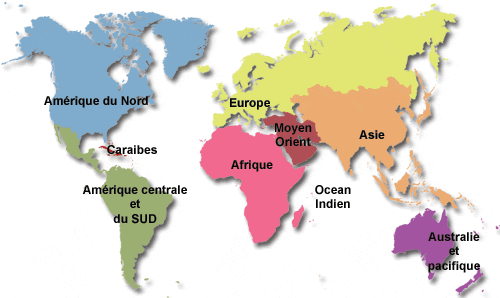 Amérique du Nord
Europe
Moyen
Orient
Asie
Caraibes
Afrique
Amérique centrale
et
du SUD
Ocean
Indien
Australie
et
pacifique